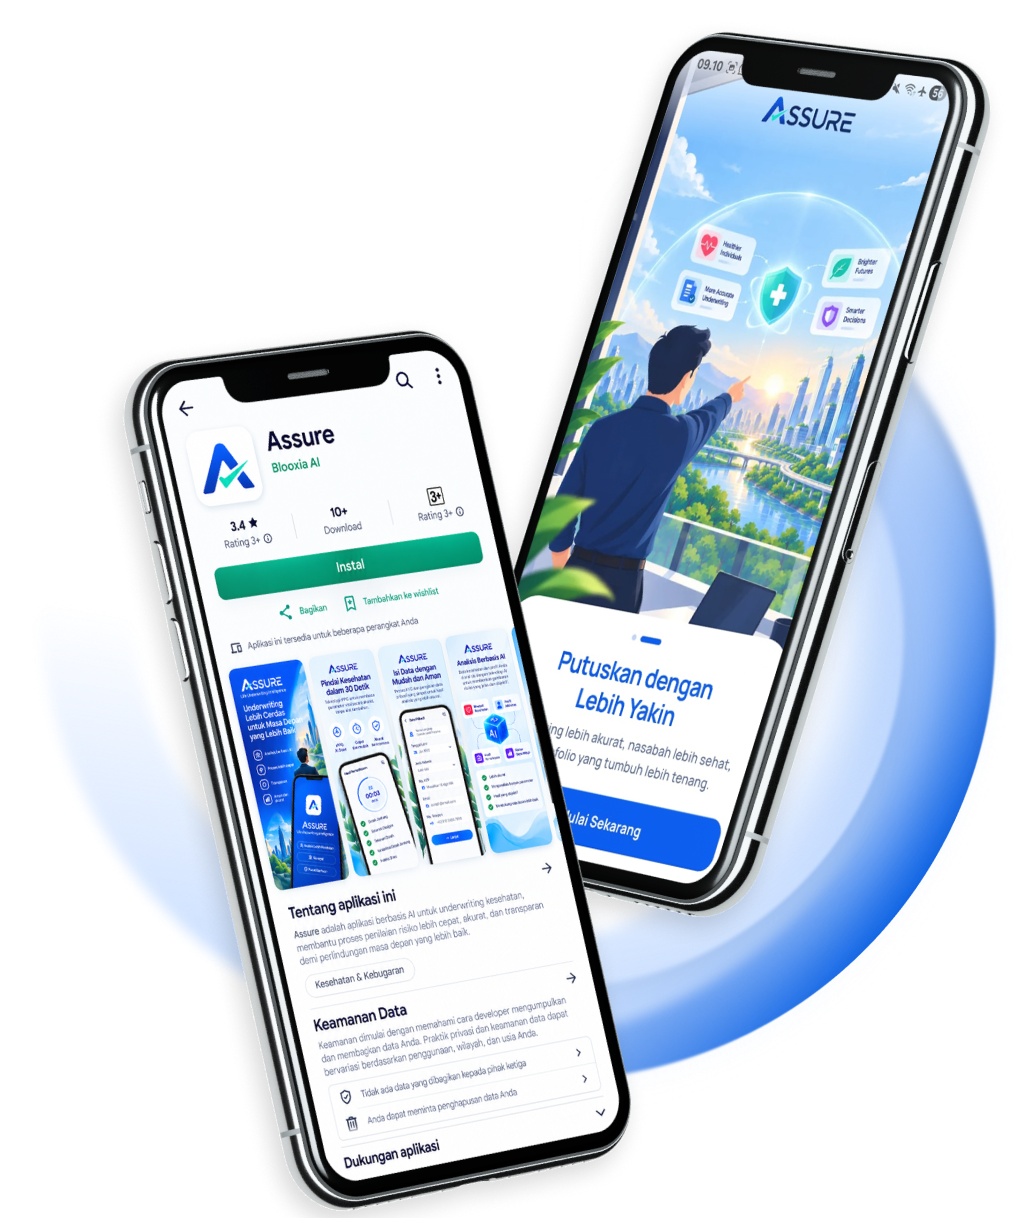 09.10
56
ASSURE
Healthier
Individuals
Brighter
Futures
More Accurate
Underwriting
Smarter
Decisions
Putuskan dengan
Lebih Yakin
ing lebih akurat, nasabah lebih sehat,
folio yang tumbuh lebih tenang.
ulai Sekarang
Assure
Blooxia AI
3.4 ★
Rating 3+
10+
Download
3+
Rating 3+
Instal
Bagikan
Tambahkan ke wishlist
Aplikasi ini tersedia untuk beberapa perangkat Anda
ASSURE
Underwriting
Lebih Cerdas
untuk Masa Depan
yang Lebih Baik
ASSURE
ASSURE
Pindai Kesehatan
dalam 30 Detik
00:03
ASSURE
Isi Data dengan
Mudah dan Aman
ASSURE
Analisis Berbasis AI
AI
Tentang aplikasi ini
Assure adalah aplikasi berbasis AI untuk underwriting kesehatan,
membantu proses penilaian risiko lebih cepat, akurat, dan transparan
demi perlindungan masa depan yang lebih baik.
Kesehatan & Kebugaran
Keamanan Data
Keamanan dimulai dengan memahami cara developer mengumpulkan
dan membagikan data Anda. Praktik privasi dan keamanan data dapat
bervariasi berdasarkan penggunaan, wilayah, dan usia Anda.
Tidak ada data yang dibagikan kepada pihak ketiga
Anda dapat meminta penghapusan data Anda
Dukungan aplikasi